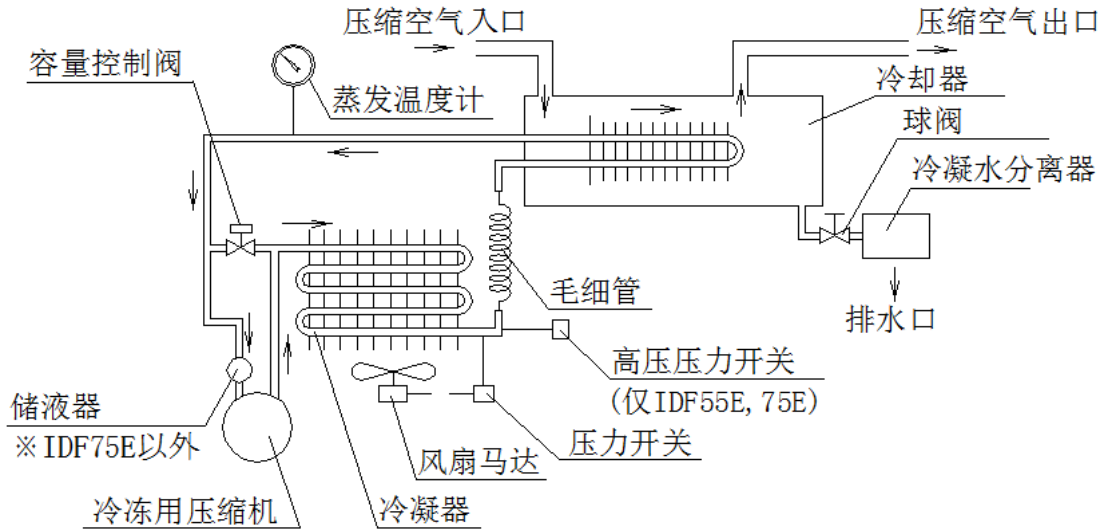 压缩空气入口
压缩空气出口
容量控制阀
蒸发温度计
冷却器
球阀
冷凝水分离器
毛细管
排水口
高压压力开关
(仅IDF55E,75E)
储液器
※IDF75E以外
压力开关
风扇马达
冷冻用压缩机
冷凝器